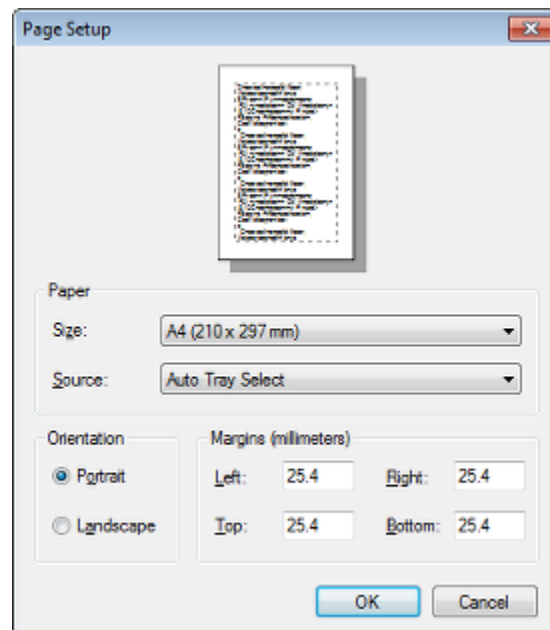 Page Setup
Paper
Size: A4 (210 x 297 mm)
Source: Auto Tray Select
Orientation
Portrait
Landscape
Margins (millimeters)
Left: 25.4 Right: 25.4
Top: 25.4 Bottom: 25.4
OK Cancel